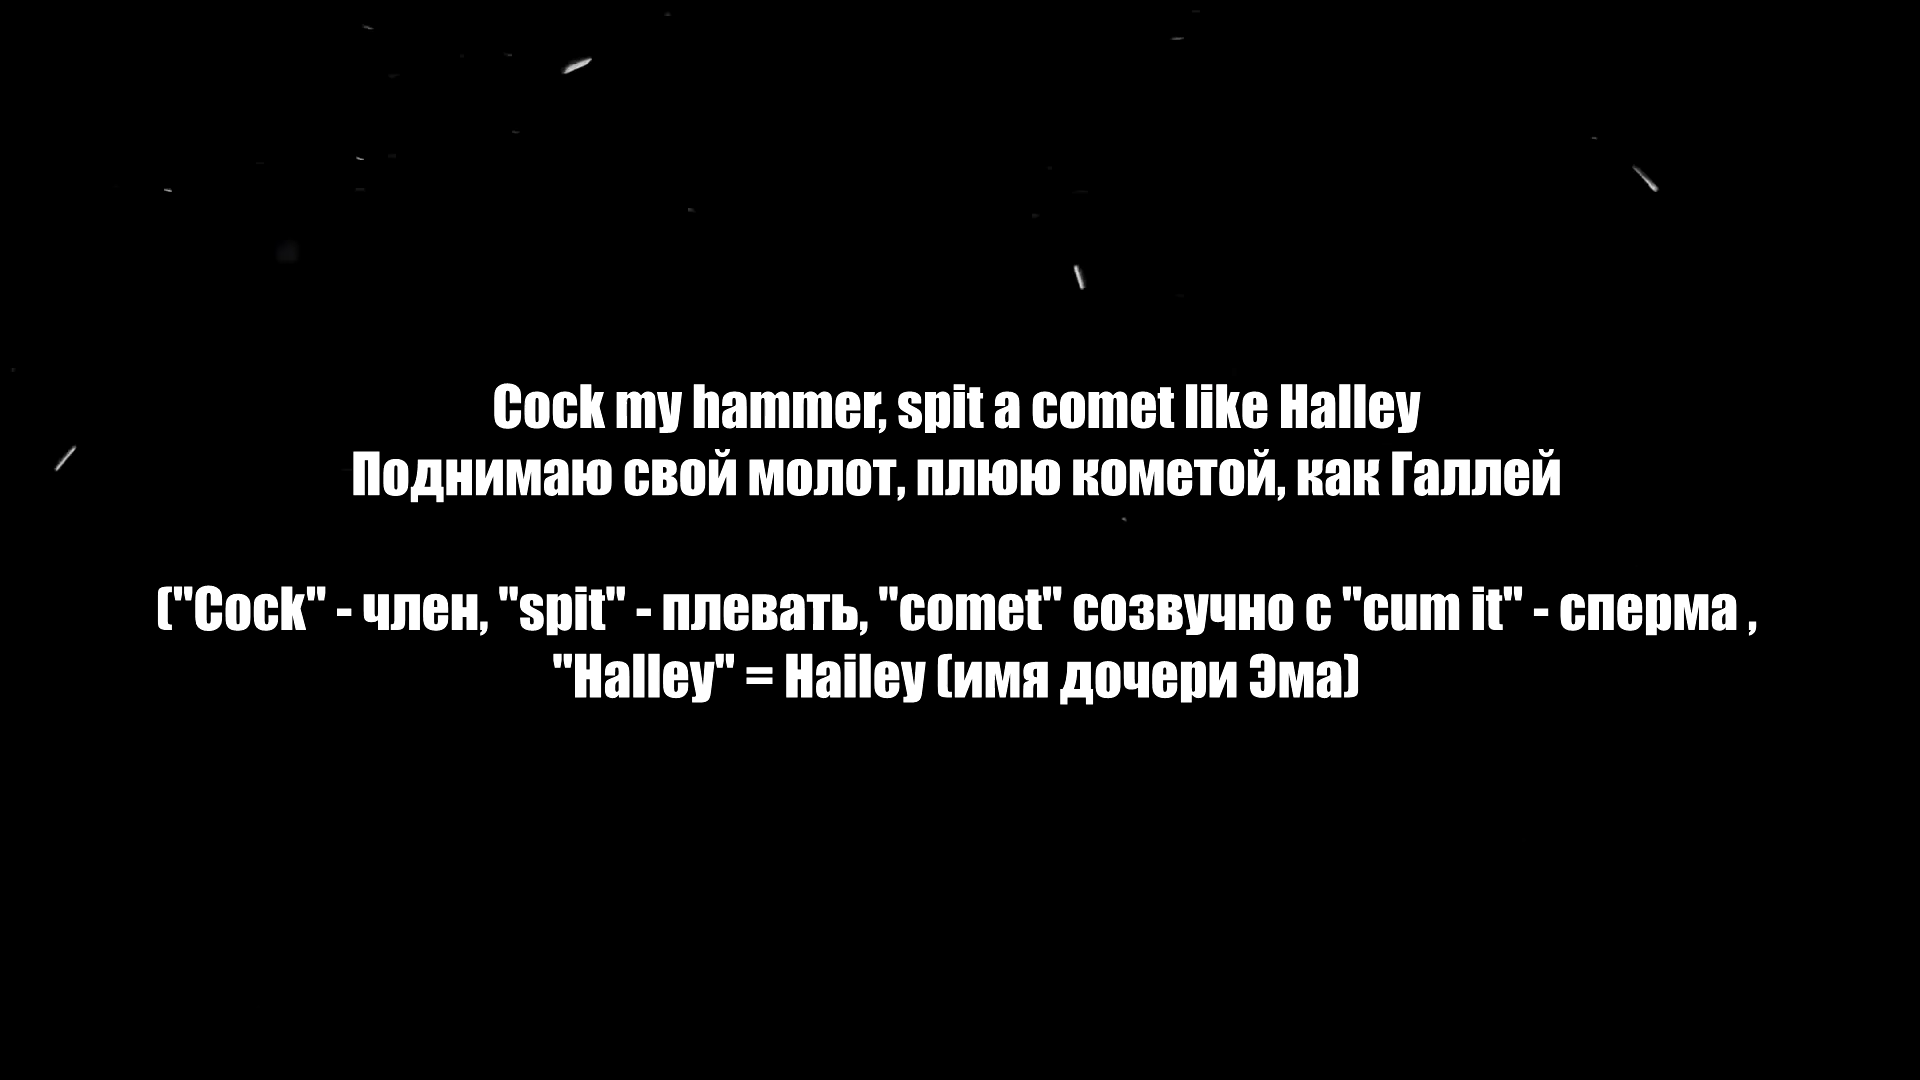 Cock my hammer, spit a comet like Halley
Поднимаю свой молот, плюю кометой, как Галлей
("Cock" - член, "spit" - плевать, "comet" созвучно с "cum it" - сперма ,
"Halley" = Hailey (имя дочери Эма)